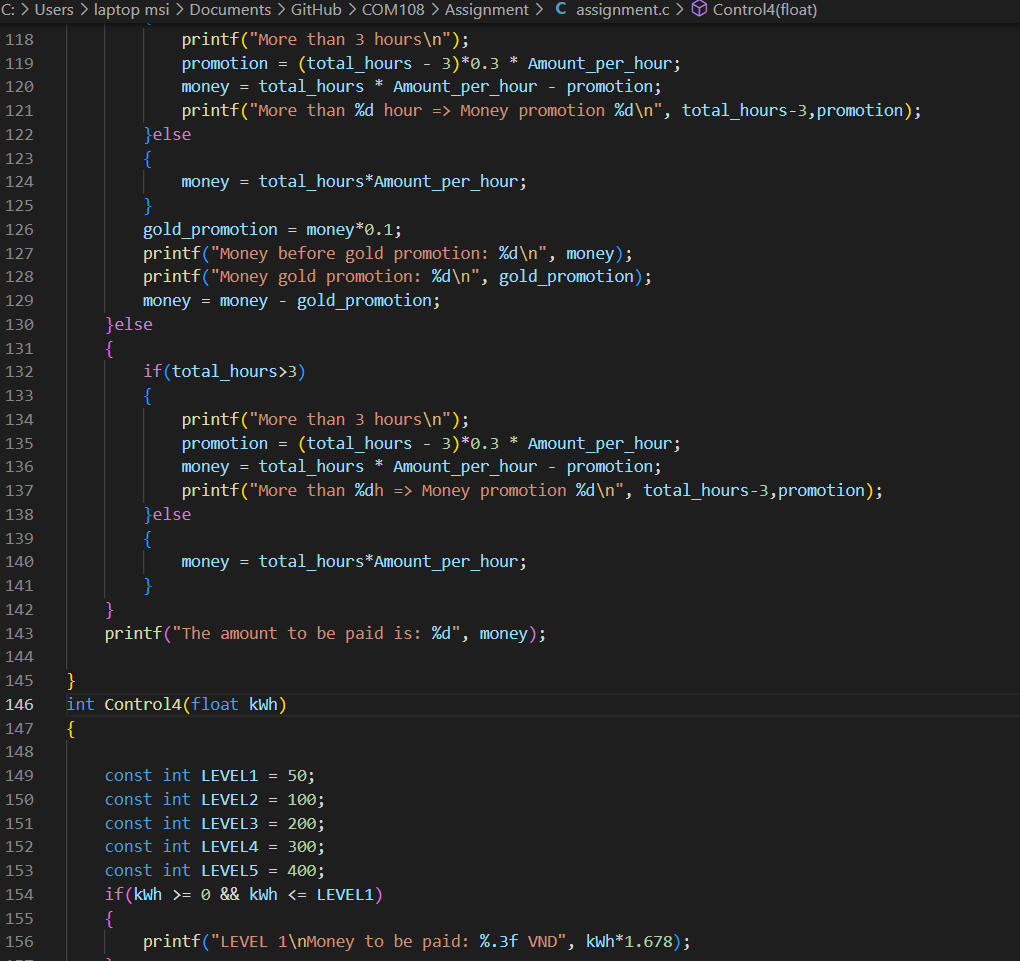 C: > Users > laptop msi > Documents > GitHub > COM108 > Assignment > C assignment.c > Control4(float)
118 printf("More than 3 hours\n");
119 promotion = (total_hours - 3)*0.3 * Amount_per_hour;
120 money = total_hours * Amount_per_hour - promotion;
121 printf("More than %d hour => Money promotion %d\n", total_hours-3,promotion);
122 }else
123 {
124 money = total_hours*Amount_per_hour;
125 }
126 gold_promotion = money*0.1;
127 printf("Money before gold promotion: %d\n", money);
128 printf("Money gold promotion: %d\n", gold_promotion);
129 money = money - gold_promotion;
130 }else
131 {
132 if(total_hours>3)
133 {
134 printf("More than 3 hours\n");
135 promotion = (total_hours - 3)*0.3 * Amount_per_hour;
136 money = total_hours * Amount_per_hour - promotion;
137 printf("More than %dh => Money promotion %d\n", total_hours-3,promotion);
138 }else
139 {
140 money = total_hours*Amount_per_hour;
141 }
142 }
143 printf("The amount to be paid is: %d", money);
144
145 }
146 int Control4(float kWh)
147 {
148
149 const int LEVEL1 = 50;
150 const int LEVEL2 = 100;
151 const int LEVEL3 = 200;
152 const int LEVEL4 = 300;
153 const int LEVEL5 = 400;
154 if(kWh >= 0 && kWh <= LEVEL1)
155 {
156 printf("LEVEL 1\nMoney to be paid: %.3f VND", kWh*1.678);